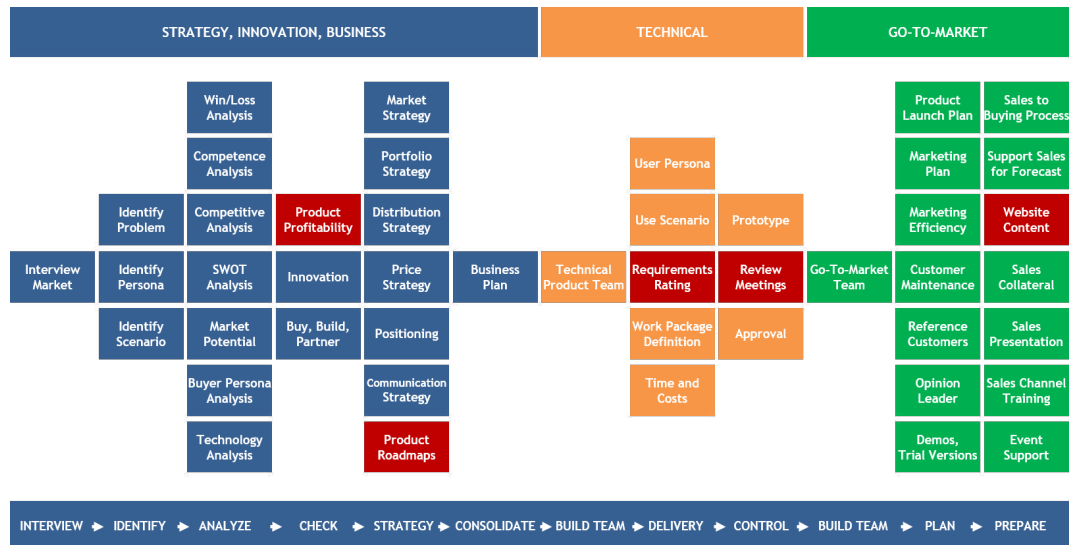 STRATEGY, INNOVATION, BUSINESS
TECHNICAL
GO-TO-MARKET
Win/Loss
Analysis
Market
Strategy
Product
Launch Plan
Sales to
Buying Process
Competence
Analysis
Portfolio
Strategy
User Persona
Marketing
Plan
Support Sales
for Forecast
Identify
Problem
Competitive
Analysis
Product
Profitability
Distribution
Strategy
Use Scenario
Prototype
Marketing
Efficiency
Website
Content
Interview
Market
Identify
Persona
SWOT
Analysis
Innovation
Price
Strategy
Business
Plan
Technical
Product Team
Requirements
Rating
Review
Meetings
Go-To-Market
Team
Customer
Maintenance
Sales
Collateral
Identify
Scenario
Market
Potential
Buy, Build,
Partner
Positioning
Work Package
Definition
Approval
Reference
Customers
Sales
Presentation
Buyer Persona
Analysis
Communication
Strategy
Time and
Costs
Opinion
Leader
Sales Channel
Training
Technology
Analysis
Product
Roadmaps
Demos,
Trial Versions
Event
Support
INTERVIEW IDENTIFY ANALYZE CHECK STRATEGY CONSOLIDATE BUILD TEAM DELIVERY CONTROL BUILD TEAM PLAN PREPARE